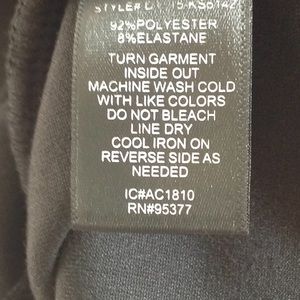 STYLE#
92%POLYESTER
8%ELASTANE
TURN GARMENT
INSIDE OUT
MACHINE WASH COLD
WITH LIKE COLORS
DO NOT BLEACH
LINE DRY
COOL IRON ON
REVERSE SIDE AS
NEEDED
IC#AC1810
RN#95377